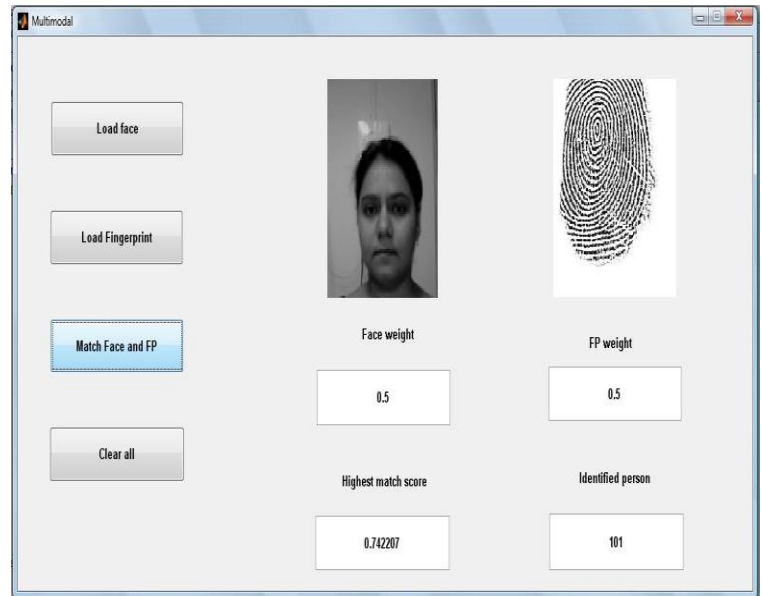 Multimodal
Load face
Load Fingerprint
Match Face and FP
Clear all
Face weight
FP weight
0.5
0.5
Highest match score
Identified person
0.742207
101